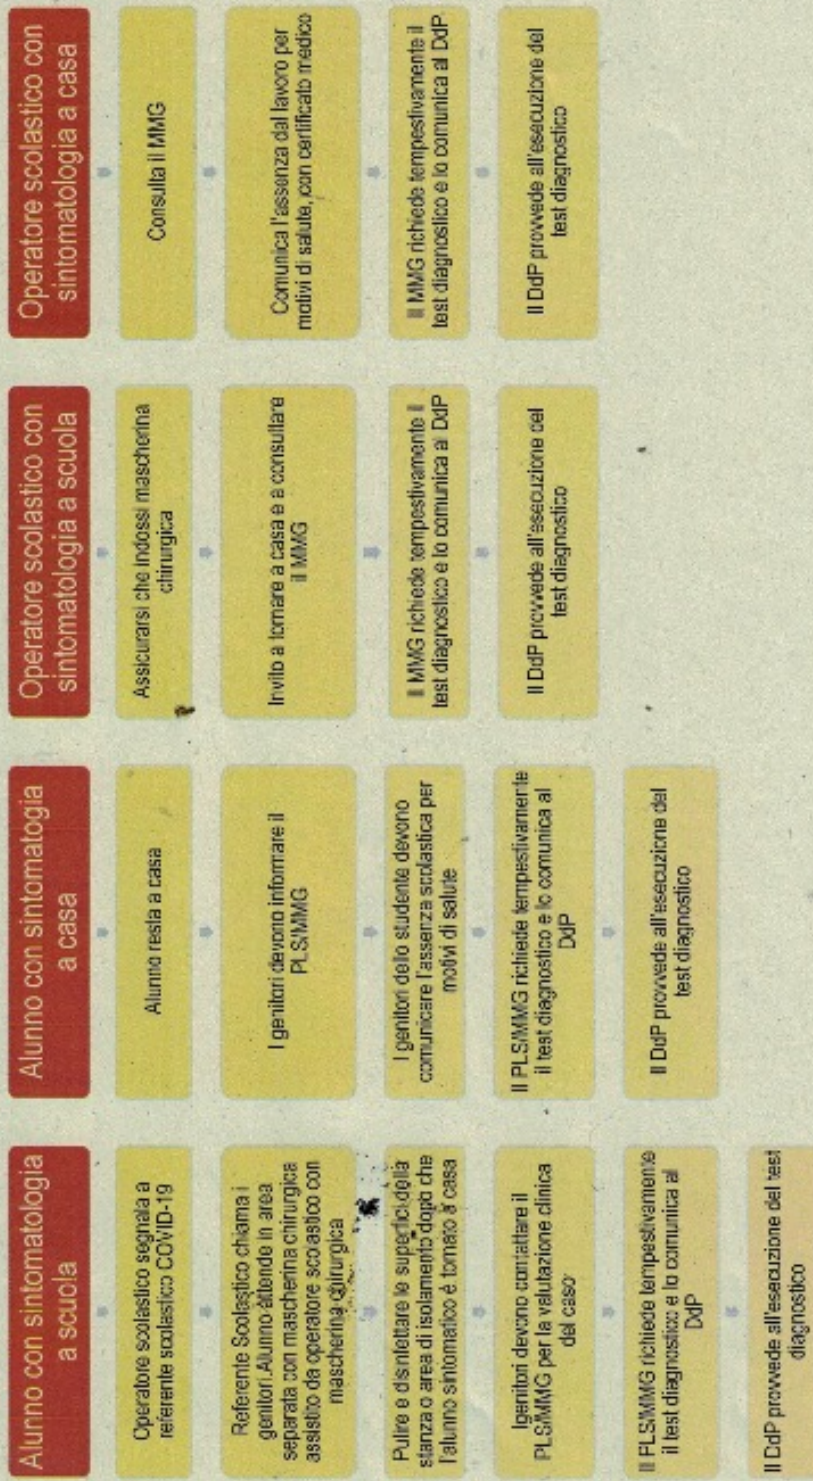 Alunno con sintomatologia
a scuola
Operatore scolastico segnala a
referente scolastico COVID-19
Referente Scolastico chiama i
genitori. Alunno attende in area
separata con mascherina chirurgica
assistito da operatore scolastico con
mascherina chirurgica
Pulire e disinfettare le superfici della
stanza o area di isolamento dopo che
l'alunno sintomatico è tornato a casa
Igenitori devono contattare il
PLS/MMG per la valutazione clinica
del caso
Il PLS/MMG richiede tempestivamente
il test diagnostico e lo comunica al
DdP
Il DdP provvede all'esecuzione del test
diagnostico
Alunno con sintomatogia
a casa
Alunno resta a casa
I genitori devono informare il
PLS/MMG
I genitori dello studente devono
comunicare l'assenza scolastica per
motivi di salute
Il PLS/MMG richiede tempestivamente
il test diagnostico e lo comunica al
DdP
Il DdP provvede all'esecuzione del
test diagnostico
Operatore scolastico con
sintomatologia a scuola
Assicurarsi che indossi mascherina
chirurgica
Invito a tornare a casa e a consultare
il MMG
Il MMG richiede tempestivamente il
test diagnostico e lo comunica al DdP
Il DdP provvede all'esecuzione del
test diagnostico
Operatore scolastico con
sintomatologia a casa
Consulta il MMG
Comunica l'assenza dal lavoro per
motivi di salute, con certificato medico
Il MMG richiede tempestivamente il
test diagnostico e lo comunica al DdP
Il DdP provvede all'esecuzione del
test diagnostico